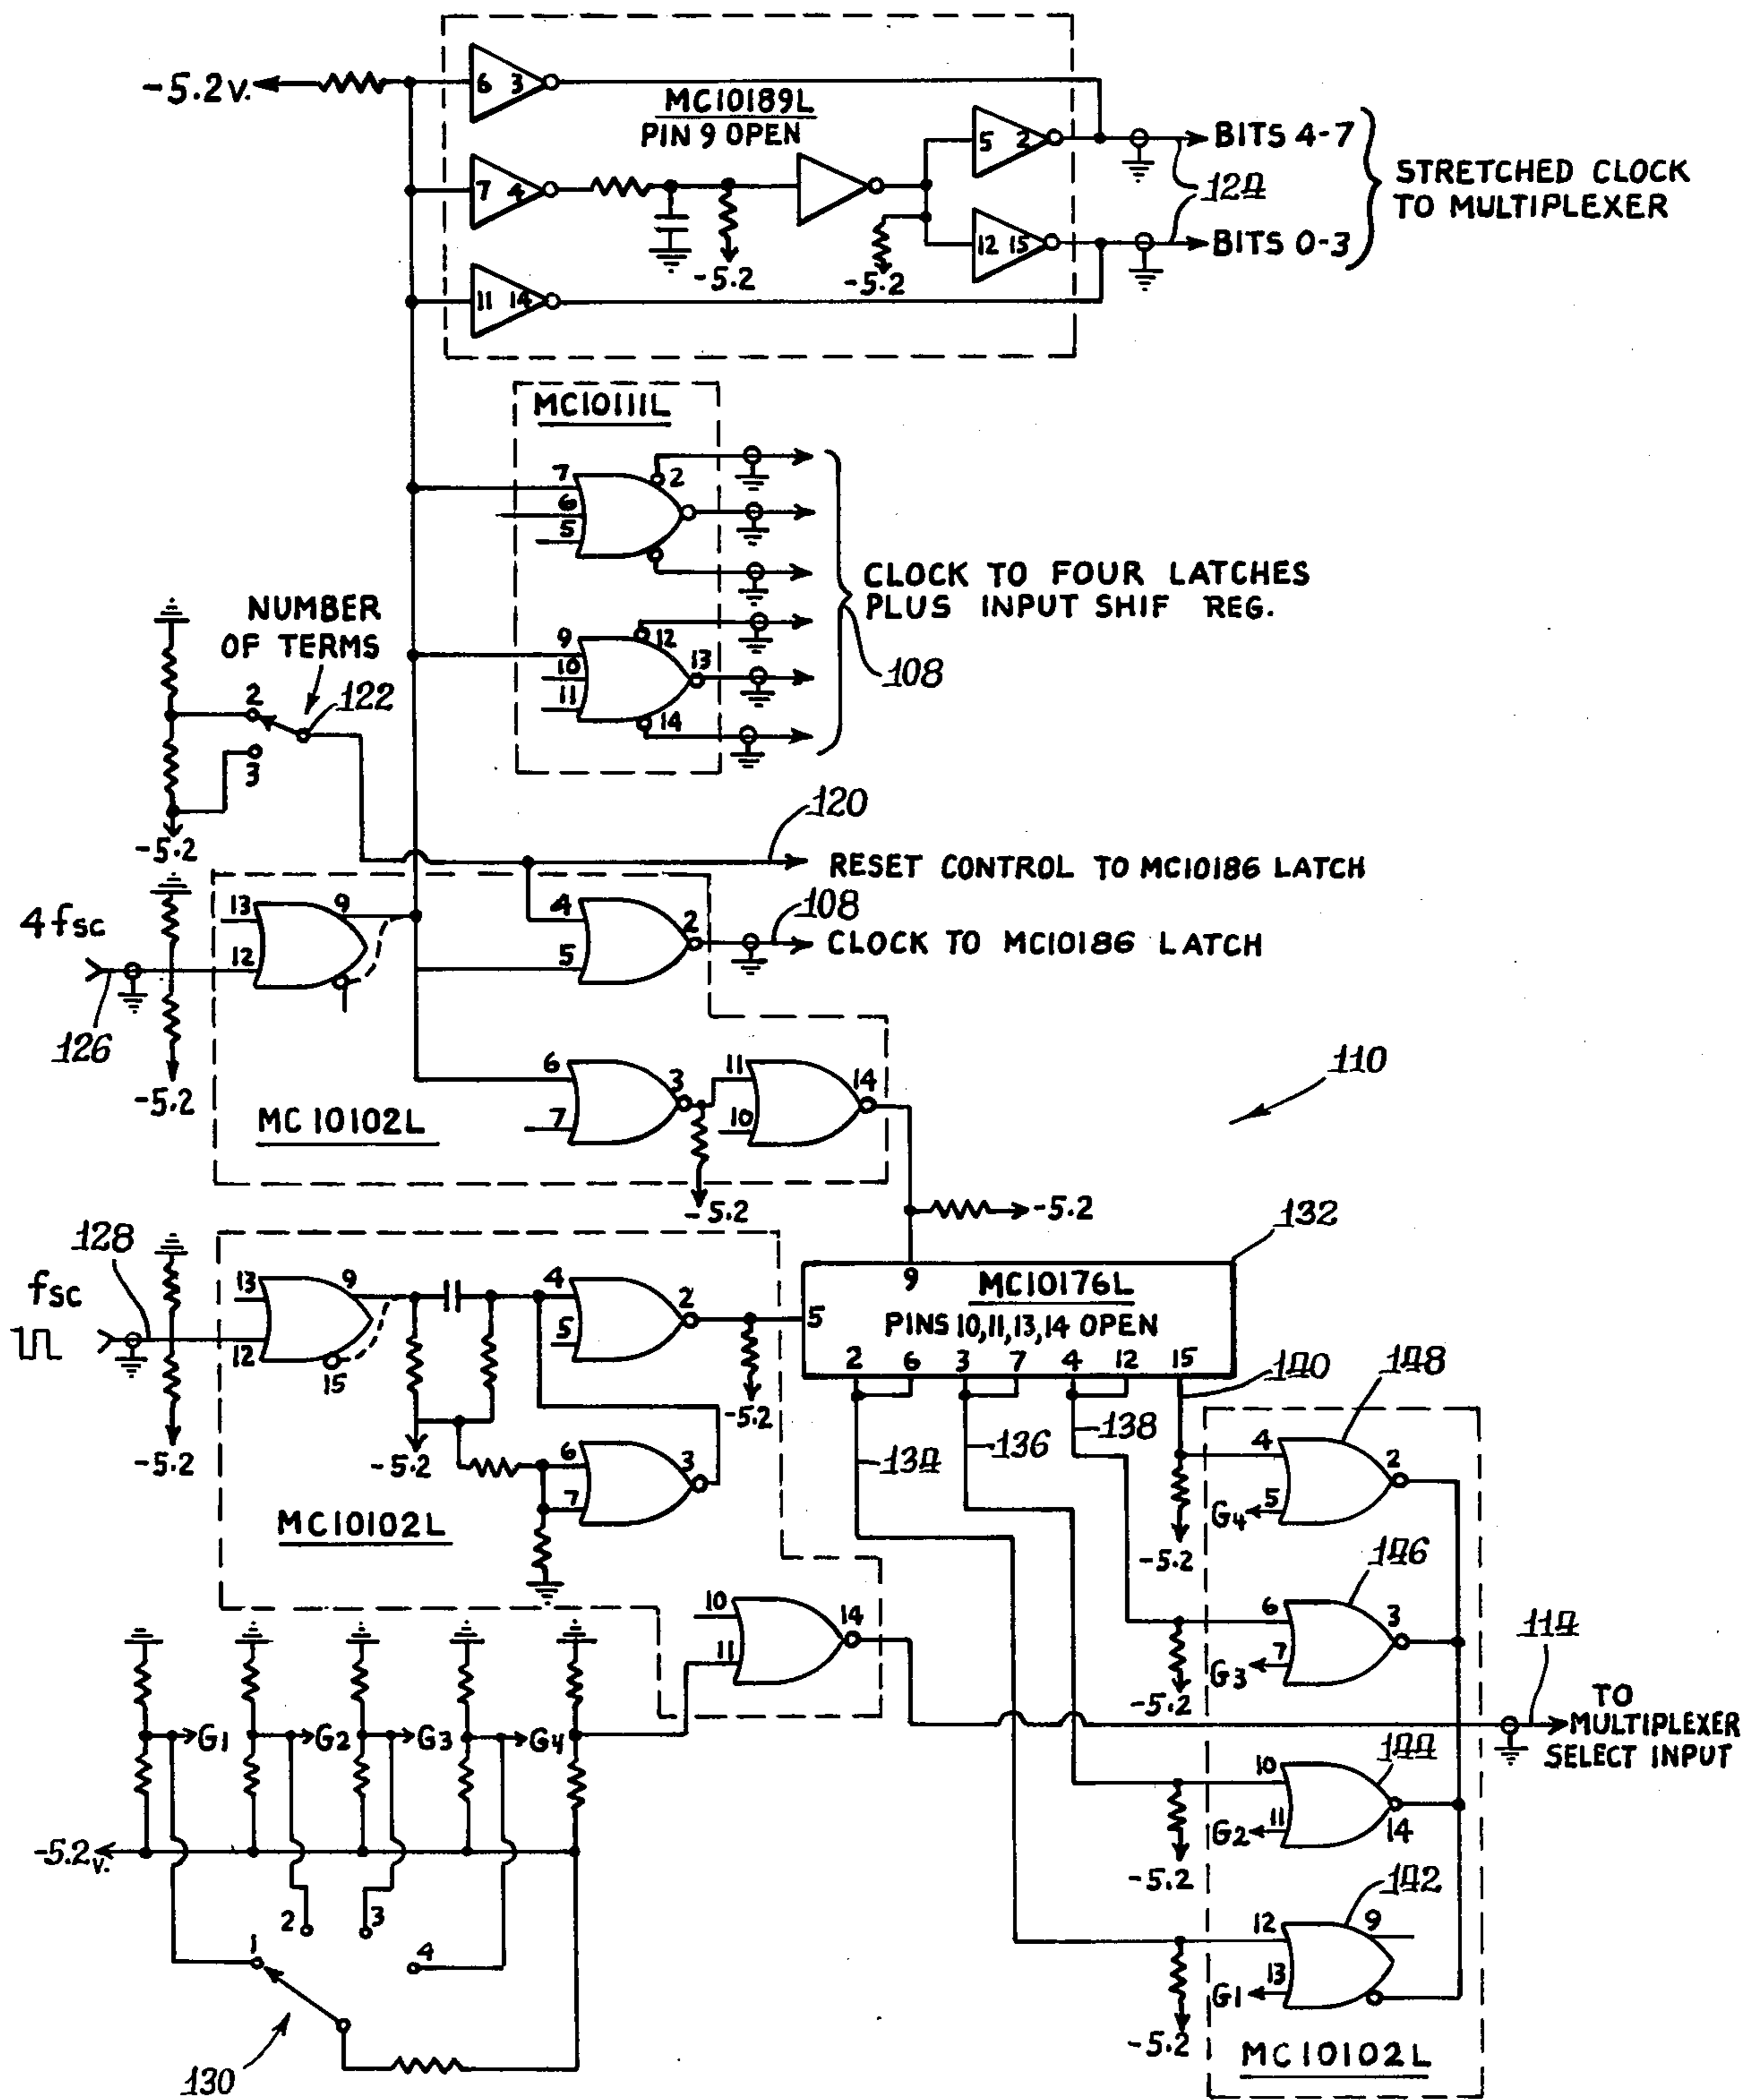 -5.2V.
6 3
MC10189L
PIN 9 OPEN
5 2
BITS 4-7
7 4
124
STRETCHED CLOCK
TO MULTIPLEXER
12 15
BITS 0-3
-5.2
-5.2
11 14
MC10111L
7
6
5
2
CLOCK TO FOUR LATCHES
PLUS INPUT SHIF REG.
NUMBER
OF TERMS
9
10
11
12
13
14
108
2
122
3
-5.2
120
RESET CONTROL TO MC10186 LATCH
4fsc
13
12
9
4
5
2
108
CLOCK TO MC10186 LATCH
126
-5.2
6
7
3
11
10
14
110
MC10102L
-5.2
-5.2
132
128
fsc
13
12
9
15
4
5
2
9
5
MC10176L
PINS 10,11,13,14 OPEN
2 6 3 7 4 12 15
140
148
-5.2
-5.2
-5.2
6
7
3
134
136
138
4
5
2
G4
-5.2
MC10102L
146
6
7
3
G3
-5.2
10
11
14
114
TO
MULTIPLEXER
SELECT INPUT
G1
G2
G3
G4
144
10
11
14
G2
-5.2
-5.2V.
142
2
3
1
4
12
13
9
G1
-5.2
130
MC10102L